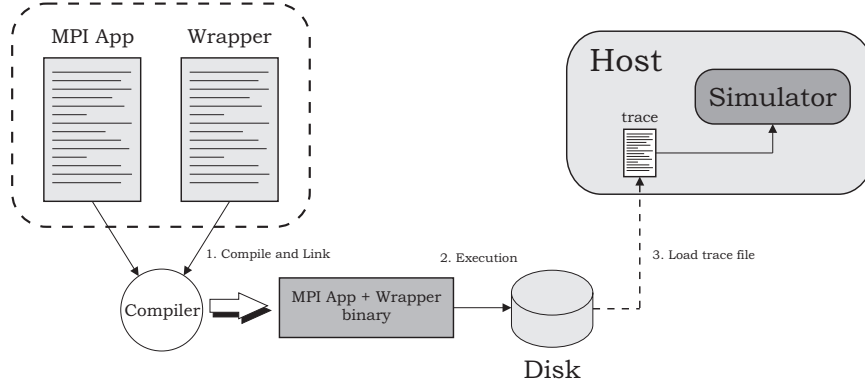 MPI App
Wrapper
Host
Simulator
trace
1. Compile and Link
2. Execution
3. Load trace file
Compiler
MPI App + Wrapper
binary
Disk